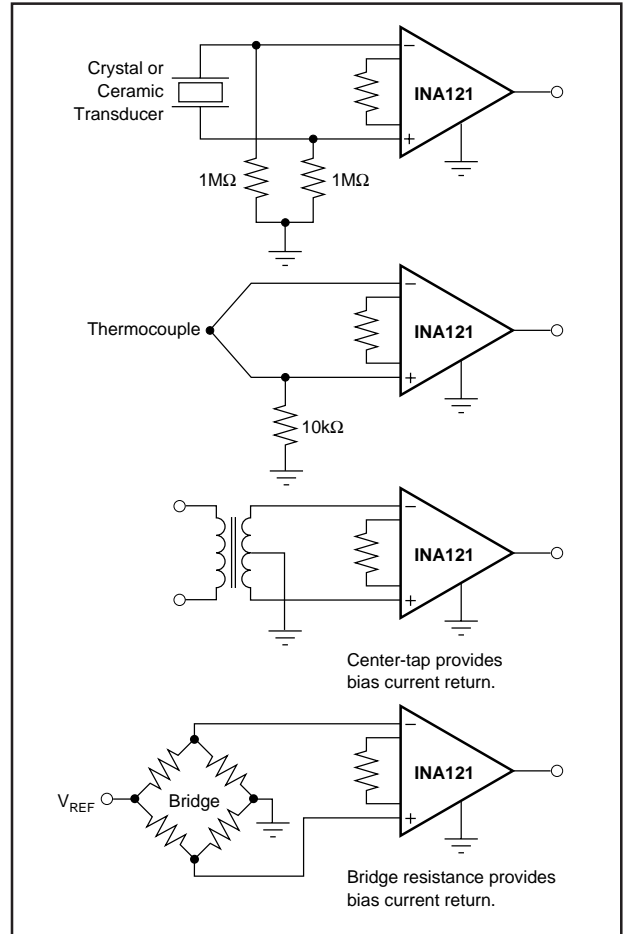 Crystal or
Ceramic
Transducer
−
INA121
+
1MΩ
1MΩ
−
Thermocouple
INA121
+
10kΩ
−
INA121
+
Center-tap provides
bias current return.
−
INA121
VREF
Bridge
+
Bridge resistance provides
bias current return.